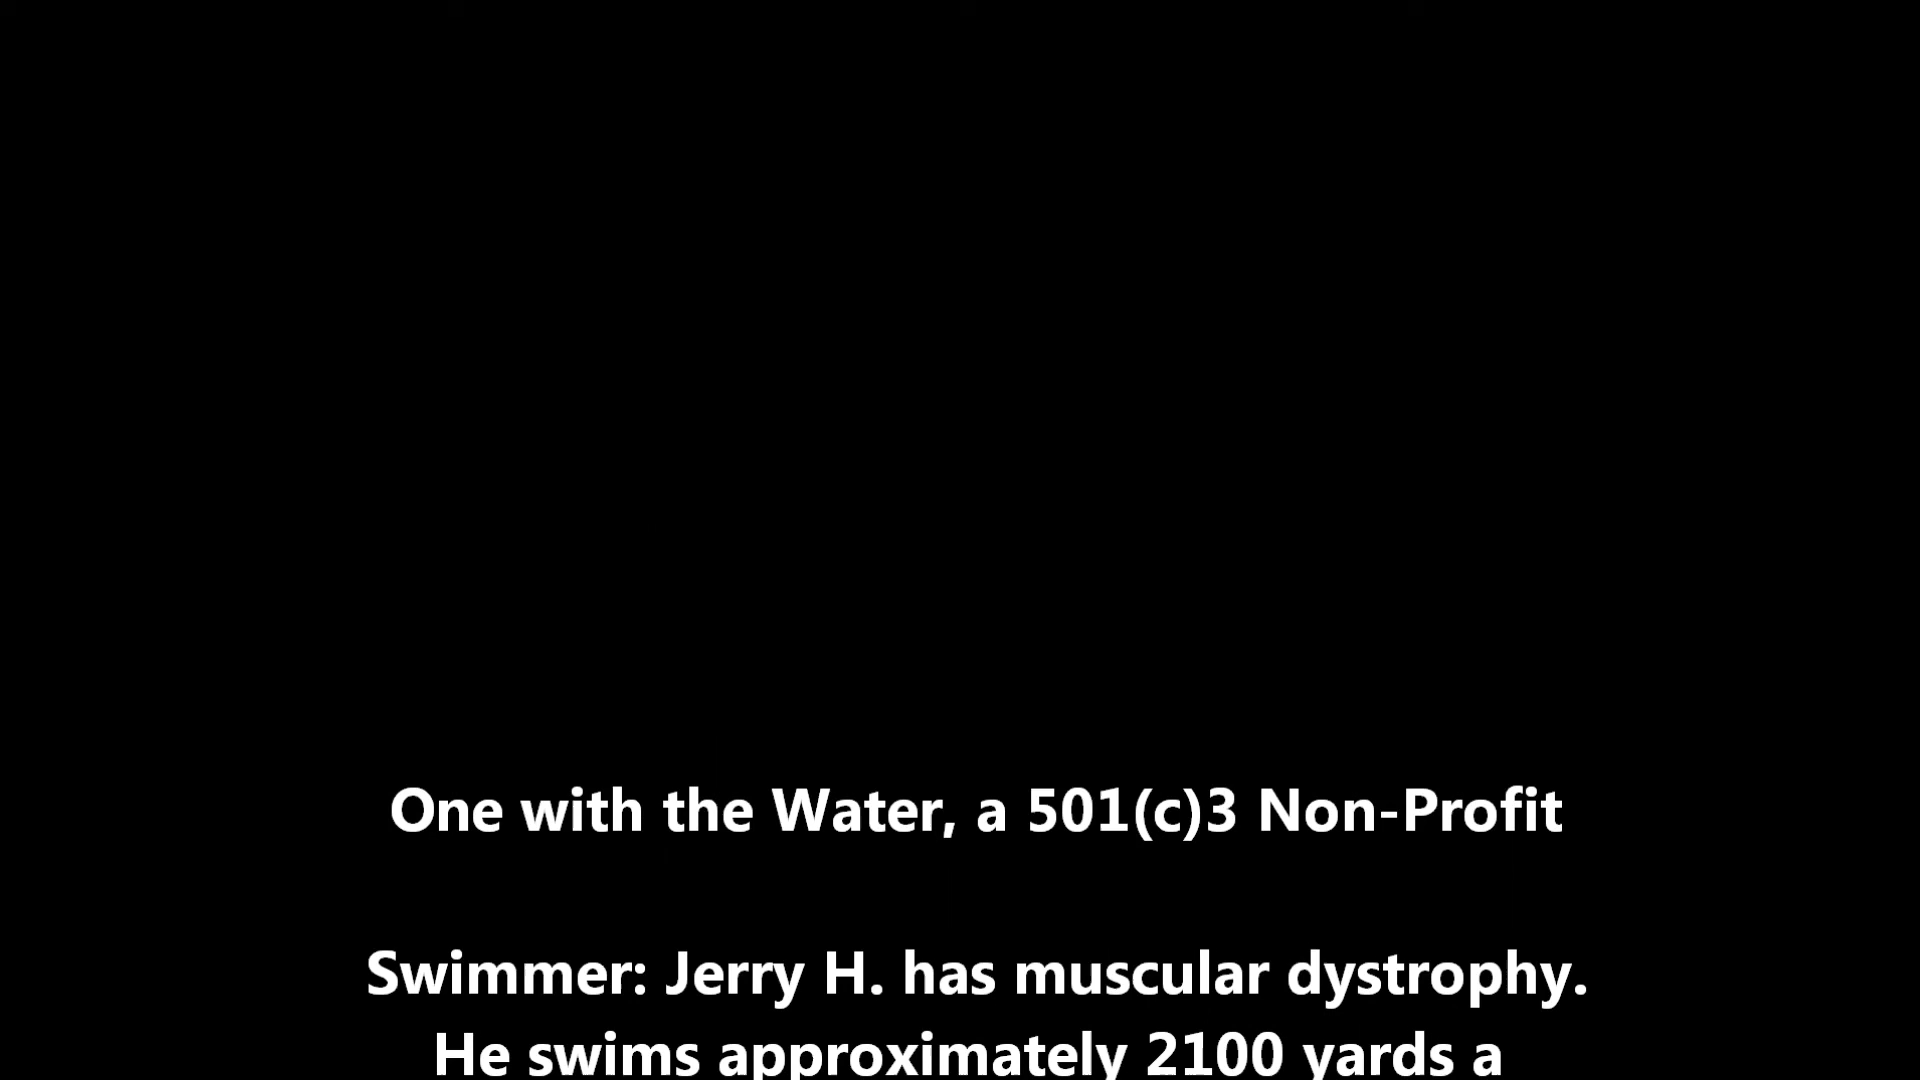 One with the Water, a 501(c)3 Non-Profit
Swimmer: Jerry H. has muscular dystrophy.
He swims approximately 2100 yards a